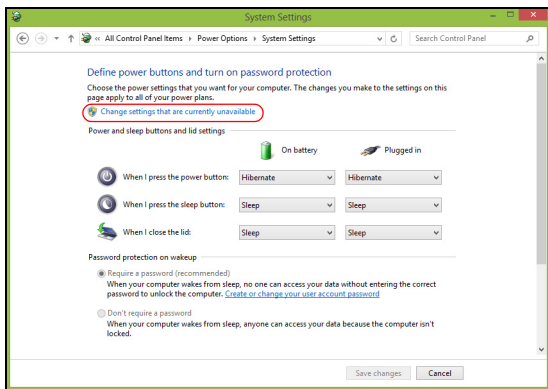 System Settings
« All Control Panel Items ▸ Power Options ▸ System Settings
Search Control Panel
Define power buttons and turn on password protection
Choose the power settings that you want for your computer. The changes you make to the settings on this
page apply to all of your power plans.
Change settings that are currently unavailable
Power and sleep buttons and lid settings
On battery
Plugged in
When I press the power button:
Hibernate
Hibernate
When I press the sleep button:
Sleep
Sleep
When I close the lid:
Sleep
Sleep
Password protection on wakeup
Require a password (recommended)
When your computer wakes from sleep, no one can access your data without entering the correct
password to unlock the computer. Create or change your user account password
Don't require a password
When your computer wakes from sleep, anyone can access your data because the computer isn't
locked.
Save changes
Cancel